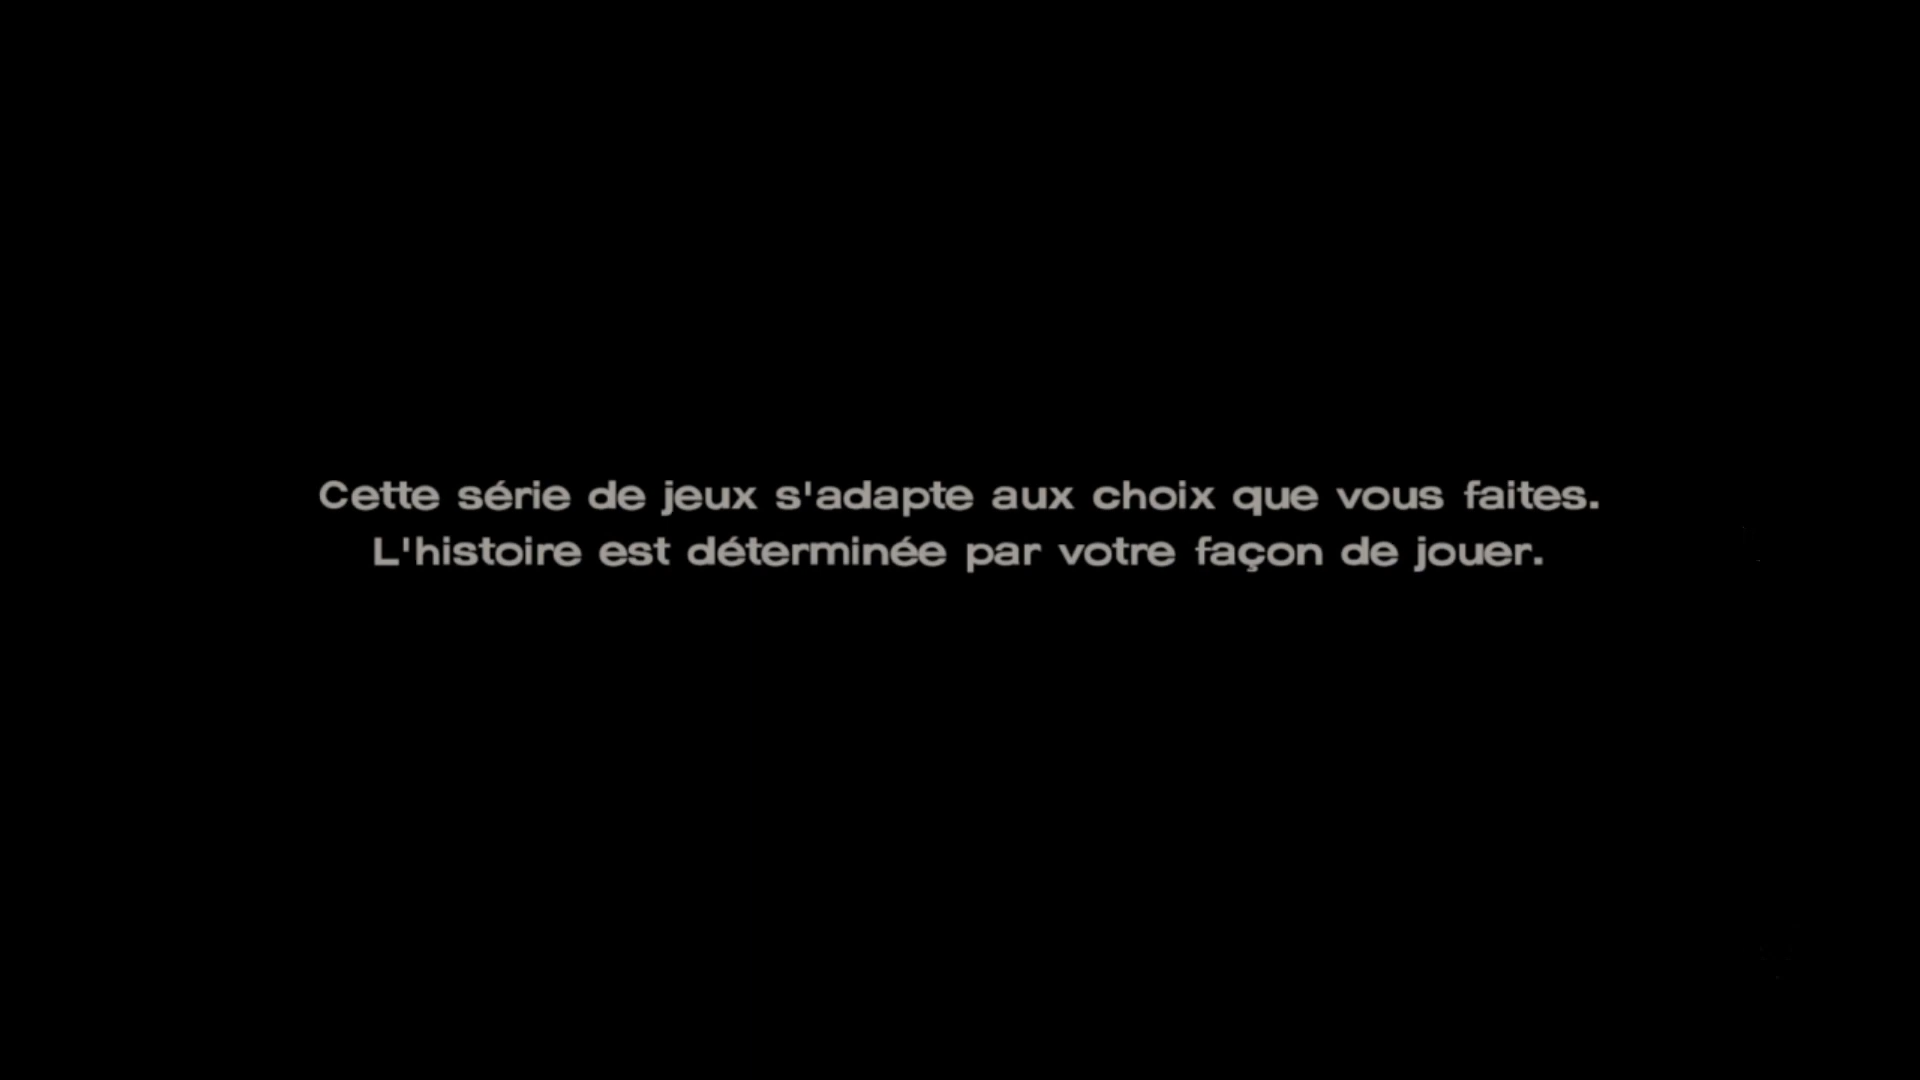 Cette série de jeux s'adapte aux choix que vous faites.
L'histoire est déterminée par votre façon de jouer.